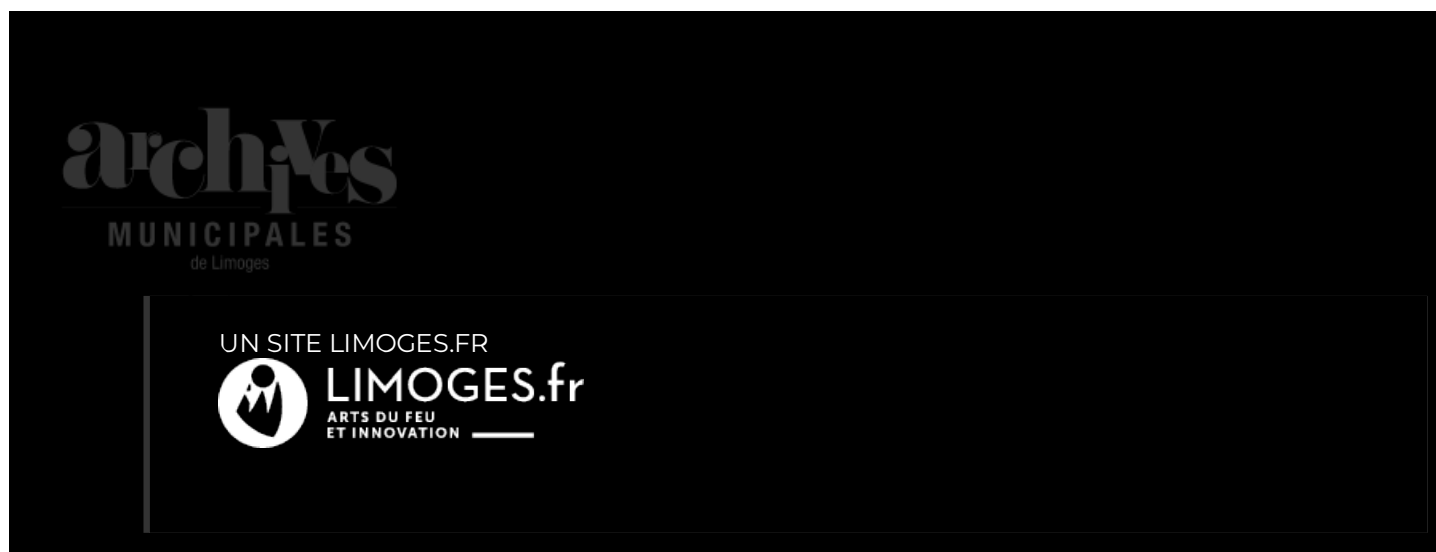 archives
MUNICIPALES
de Limoges
UN SITE LIMOGES.FR
LIMOGES.fr
ARTS DU FEU
ET INNOVATION